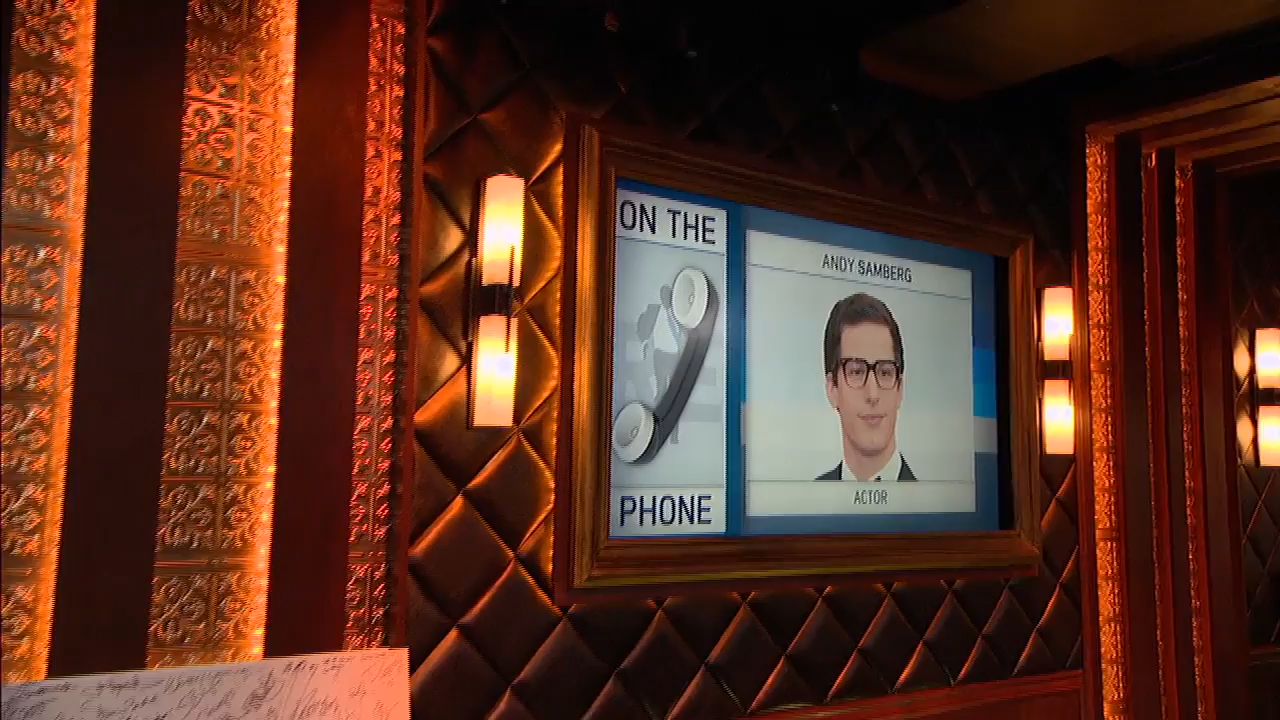 ON THE
PHONE
ANDY SAMBERG
ACTOR